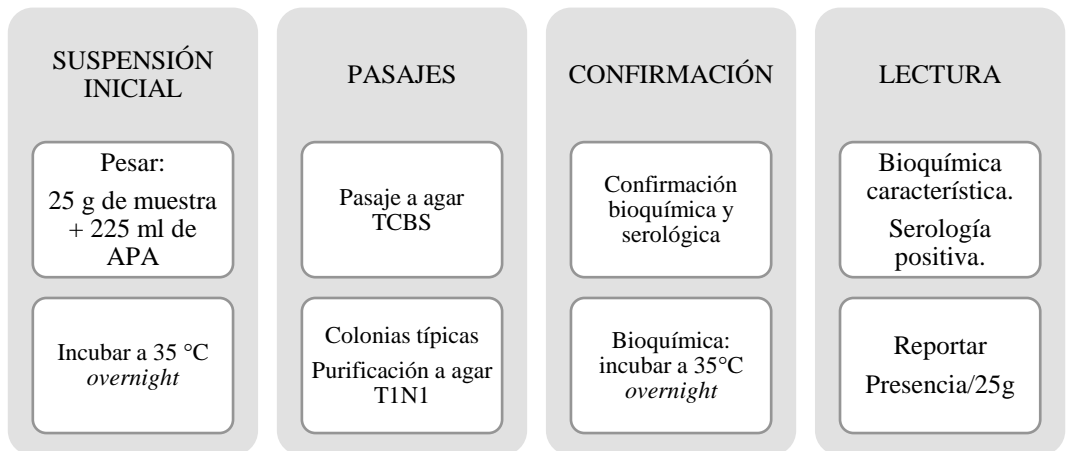 SUSPENSIÓN
INICIAL
Pesar:
25 g de muestra
+ 225 ml de
APA
Incubar a 35 °C
overnight
PASAJES
Pasaje a agar
TCBS
Colonias típicas
Purificación a agar
T1N1
CONFIRMACIÓN
Confirmación
bioquímica y
serológica
Bioquímica:
incubar a 35°C
overnight
LECTURA
Bioquímica
característica.
Serología
positiva.
Reportar
Presencia/25g